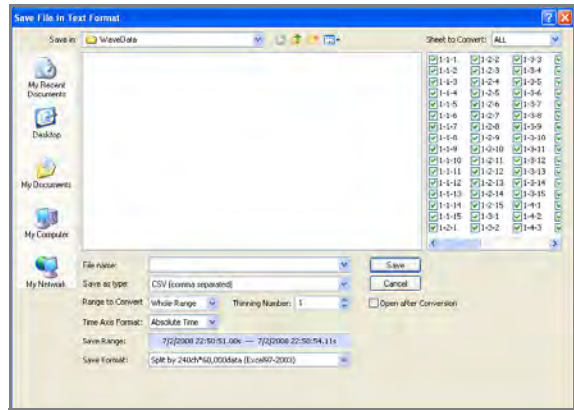 Save File in Text Format
Save in: WaveData
Sheet to Convert: ALL
1-1-1 1-2-2 1-3-3
1-1-2 1-2-3 1-3-4
1-1-3 1-2-4 1-3-5
1-1-4 1-2-5 1-3-6
1-1-5 1-2-6 1-3-7
1-1-6 1-2-7 1-3-8
1-1-7 1-2-8 1-3-9
1-1-8 1-2-9 1-3-10
1-1-9 1-2-10 1-3-11
1-1-10 1-2-11 1-3-12
1-1-11 1-2-12 1-3-13
1-1-12 1-2-13 1-3-14
1-1-13 1-2-14 1-3-15
1-1-14 1-2-15 1-4-1
1-1-15 1-3-1 1-4-2
1-2-1 1-3-2 1-4-3
My Recent
Documents
Desktop
My Documents
My Computer
My Network
File name: Save
Save as type: CSV (comma separated) Cancel
Range to Convert Whole Range Thinning Number: 1 Open after Conversion
Time Axis Format: Absolute Time
Save Range: 7/2/2008 22:50:51.00s --- 7/2/2008 22:50:54.11s
Save Format: Split by 240ch*60,000data (Excel97-2003)